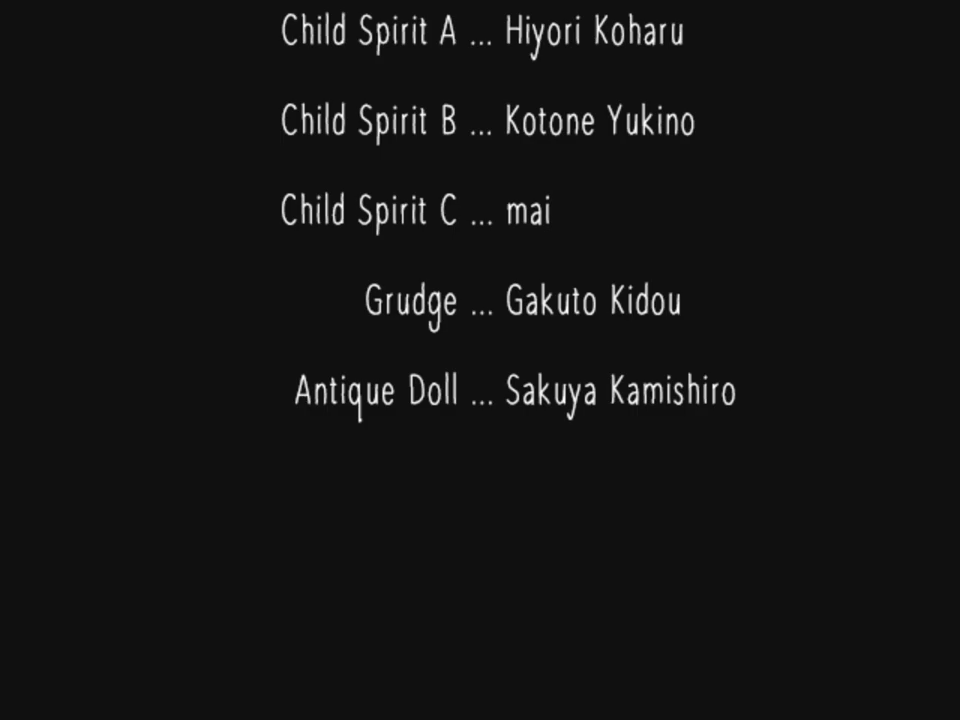 Child Spirit A ... Hiyori Koharu
Child Spirit B ... Kotone Yukino
Child Spirit C ... mai
Grudge ... Gakuto Kidou
Antique Doll ... Sakuya Kamishiro